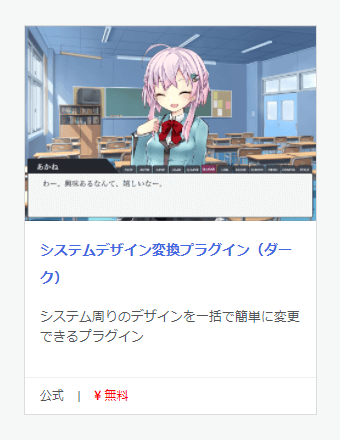 あかね
わー。興味あるなんて、嬉しいなー。
システムデザイン変換プラグイン（ダー
ク）
システム周りのデザインを一括で簡単に変更
できるプラグイン
公式 | ¥ 無料